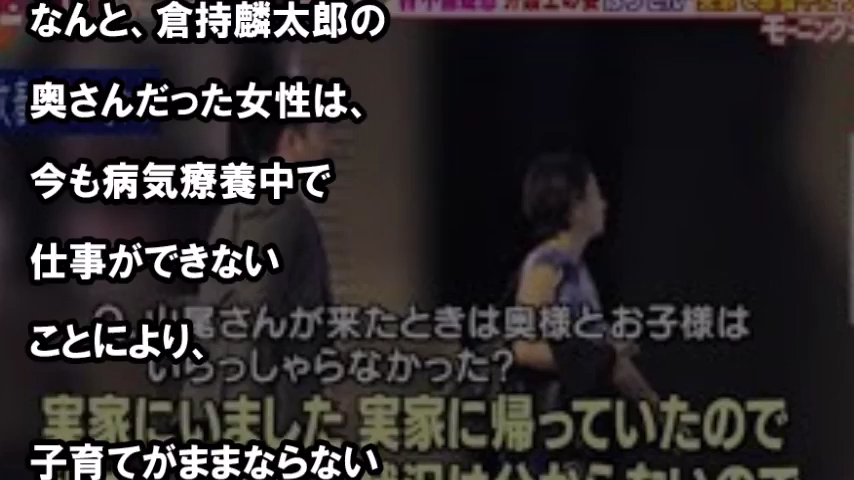 なんと、倉持麟太郎の
モーニング
奥さんだった女性は、
今も病気療養中で
仕事ができない
山尾さんが来たときは奥様とお子様は
ことにより、
いらっしゃらなかった?
実家にいました 実家に帰っていたので
子育てがままならない